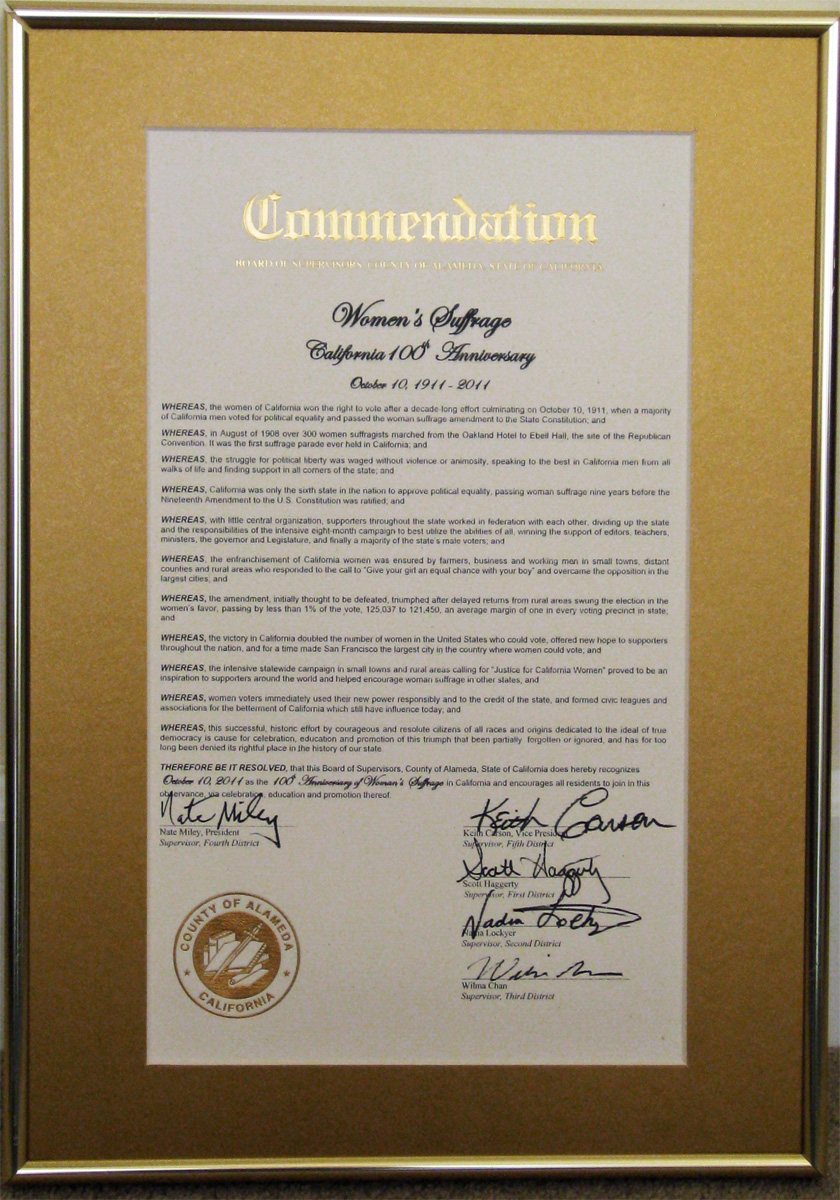 Commendation
BOARD OF SUPERVISORS, COUNTY OF ALAMEDA, STATE OF CALIFORNIA
Women's Suffrage
California 100th Anniversary
October 10, 1911 - 2011
WHEREAS, the women of California won the right to vote after a decade-long effort culminating on October 10, 1911, when a majority
of California men voted for political equality and passed the woman suffrage amendment to the State Constitution; and
WHEREAS, in August of 1908 over 300 women suffragists marched from the Oakland Hotel to Ebell Hall, the site of the Republican
Convention. It was the first suffrage parade ever held in California; and
WHEREAS, the struggle for political liberty was waged without violence or animosity, speaking to the best in California men from all
walks of life and finding support in all corners of the state; and
WHEREAS, California was only the sixth state in the nation to approve political equality, passing woman suffrage nine years before the
Nineteenth Amendment to the U.S. Constitution was ratified; and
WHEREAS, with little central organization, supporters throughout the state worked in federation with each other, dividing up the state
and the responsibilities of the intensive eight-month campaign to best utilize the abilities of all, winning the support of editors, teachers,
ministers, the governor and Legislature, and finally a majority of the state's male voters; and
WHEREAS, the enfranchisement of California women was ensured by farmers, business and working men in small towns, distant
counties and rural areas who responded to the call to "Give your girl an equal chance with your boy" and overcame the opposition in the
largest cities; and
WHEREAS, the amendment, initially thought to be defeated, triumphed after delayed returns from rural areas swung the election in the
women's favor, passing by less than 1% of the vote, 125,037 to 121,450, an average margin of one in every voting precinct in state;
and
WHEREAS, the victory in California doubled the number of women in the United States who could vote, offered new hope to supporters
throughout the nation, and for a time made San Francisco the largest city in the country where women could vote; and
WHEREAS, the intensive statewide campaign in small towns and rural areas calling for "Justice for California Women" proved to be an
inspiration to supporters around the world and helped encourage woman suffrage in other states; and
WHEREAS, women voters immediately used their new power responsibly and to the credit of the state, and formed civic leagues and
associations for the betterment of California which still have influence today; and
WHEREAS, this successful, historic effort by courageous and resolute citizens of all races and origins dedicated to the ideal of true
democracy is cause for celebration, education and promotion of this triumph that been partially forgotten or ignored, and has for too
long been denied its rightful place in the history of our state.
THEREFORE BE IT RESOLVED, that this Board of Supervisors, County of Alameda, State of California does hereby recognizes
October 10, 2011 as the 100th Anniversary of Woman's Suffrage in California and encourages all residents to join in this
observance, via celebration, education and promotion thereof.
Nate Miley
Nate Miley, President
Supervisor, Fourth District
Keith Carson
Keith Carson, Vice President
Supervisor, Fifth District
Scott Haggerty
Scott Haggerty
Supervisor, First District
Nadia Lockyer
Nadia Lockyer
Supervisor, Second District
Wilma Chan
Supervisor, Third District
COUNTY OF ALAMEDA
CALIFORNIA